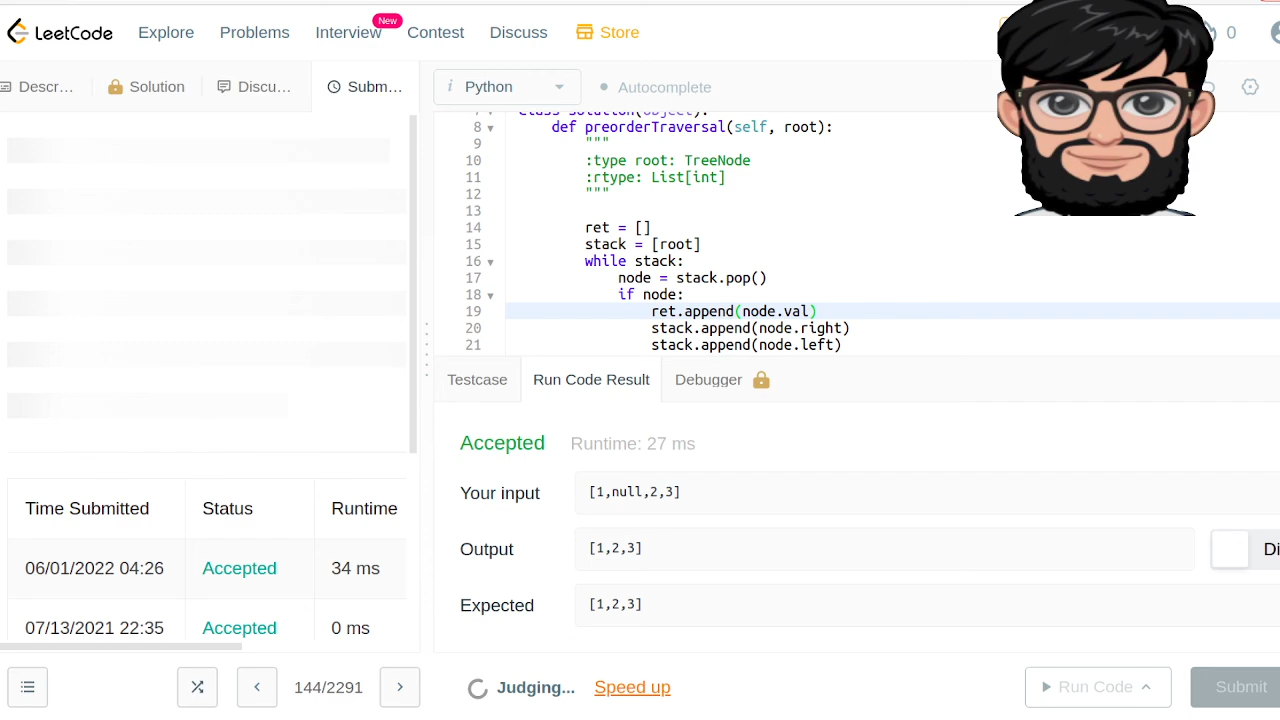 LeetCode Explore Problems Interview New Contest Discuss Store 0
Descr... Solution Discu... Subm... i Python Autocomplete
8 def preorderTraversal(self, root):
9 """
10 :type root: TreeNode
11 :rtype: List[int]
12 """
13
14 ret = []
15 stack = [root]
16 while stack:
17 node = stack.pop()
18 if node:
19 ret.append(node.val)
20 stack.append(node.right)
21 stack.append(node.left)
Testcase Run Code Result Debugger
Accepted Runtime: 27 ms
Your input [1,null,2,3]
Output [1,2,3] Di
Expected [1,2,3]
Time Submitted Status Runtime
06/01/2022 04:26 Accepted 34 ms
07/13/2021 22:35 Accepted 0 ms
144/2291 Judging... Speed up Run Code Submit